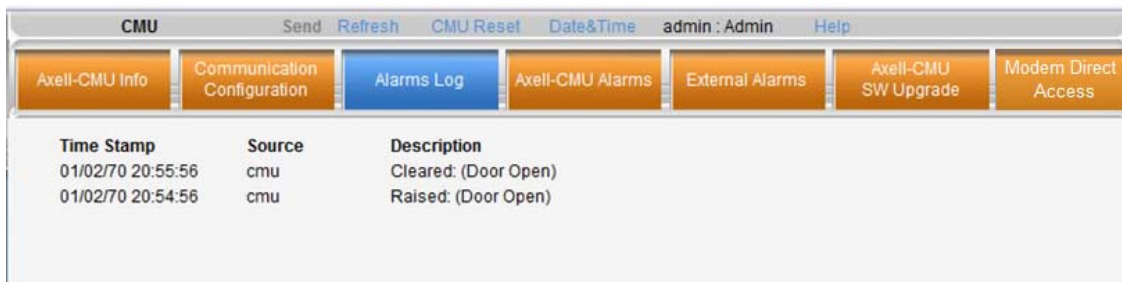 CMU Send Refresh CMU Reset Date&Time admin : Admin Help
Axell-CMU Info
Communication
Configuration
Alarms Log
Axell-CMU Alarms
External Alarms
Axell-CMU
SW Upgrade
Modem Direct
Access
Time Stamp Source Description
01/02/70 20:55:56 cmu Cleared: (Door Open)
01/02/70 20:54:56 cmu Raised: (Door Open)